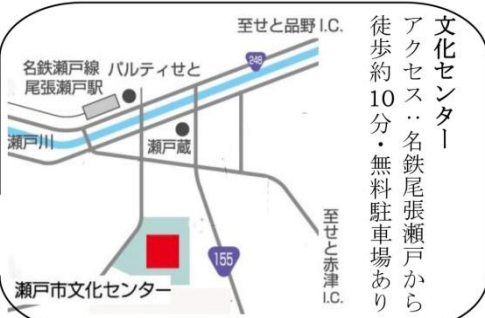 文化センター
アクセス：名鉄尾張瀬戸から
徒歩約10分・無料駐車場あり
至せと品野I.C.
248
名鉄瀬戸線
尾張瀬戸駅
パルティせと
瀬戸川
瀬戸蔵
至せと赤津I.C.
155
瀬戸市文化センター